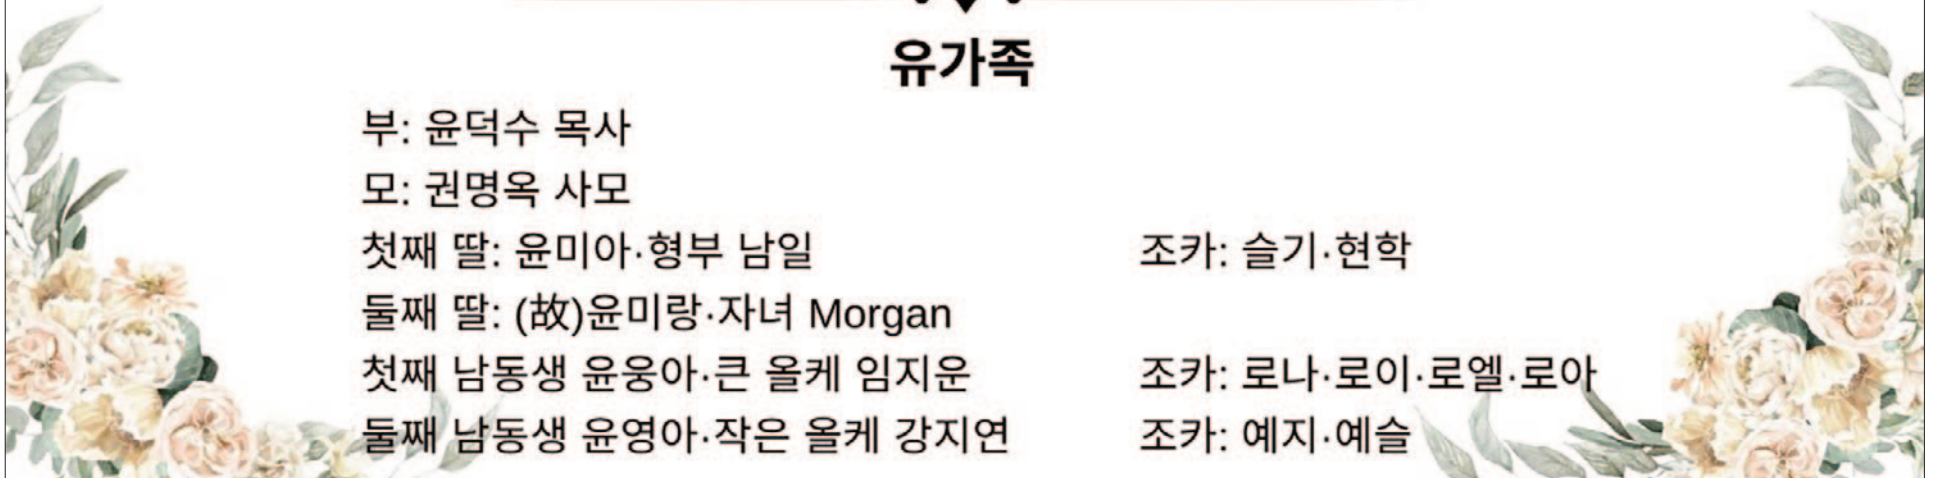 유가족
부: 윤덕수 목사
모: 권명옥 사모
첫째 딸: 윤미아·형부 남일 조카: 슬기·현학
둘째 딸: (故)윤미랑·자녀 Morgan
첫째 남동생 윤웅아·큰 올케 임지운 조카: 로나·로이·로엘·로아
둘째 남동생 윤영아·작은 올케 강지연 조카: 예지·예슬